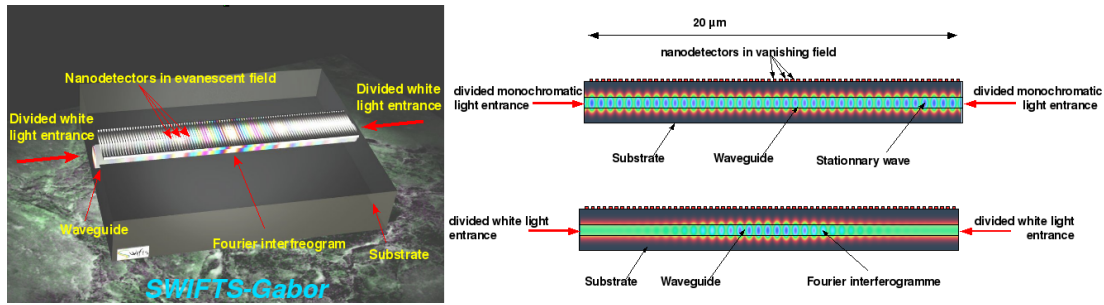 Nanodetectors in evanescent field
Divided white
light entrance
Divided white
light entrance
Waveguide
Fourier interfreogram
Substrate
swifts
SWIFTS-Gabor
20 µm
nanodetectors in vanishing field
divided monochromatic
light entrance
divided monochromatic
light entrance
Substrate
Waveguide
Stationnary wave
divided white light
entrance
divided white light
entrance
Substrate
Waveguide
Fourier interferogramme